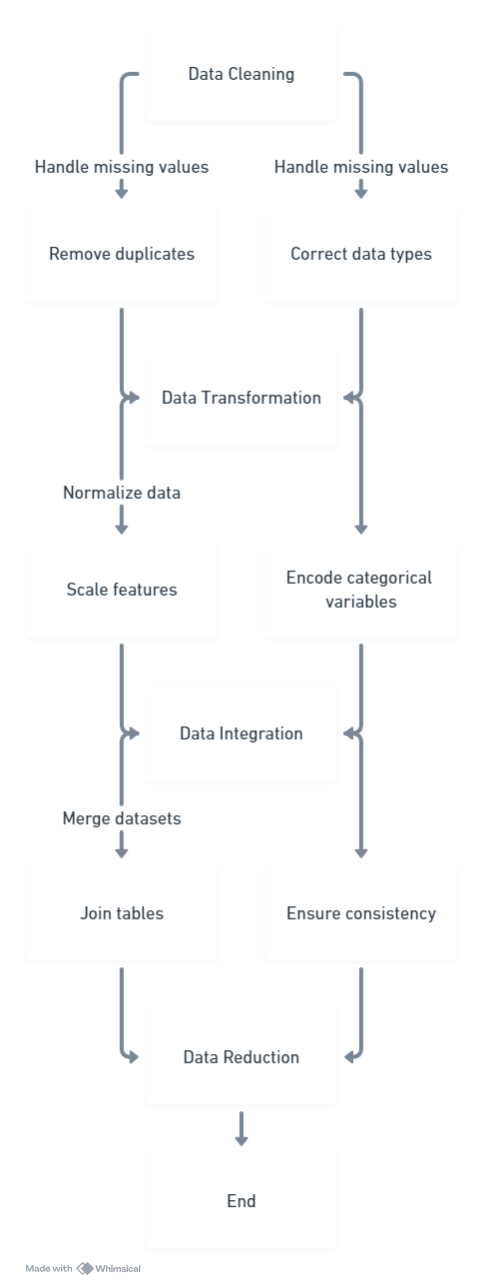 Data Cleaning
Handle missing values
Handle missing values
Remove duplicates
Correct data types
Data Transformation
Normalize data
Scale features
Encode categorical
variables
Data Integration
Merge datasets
Join tables
Ensure consistency
Data Reduction
End
Made with Whimsical